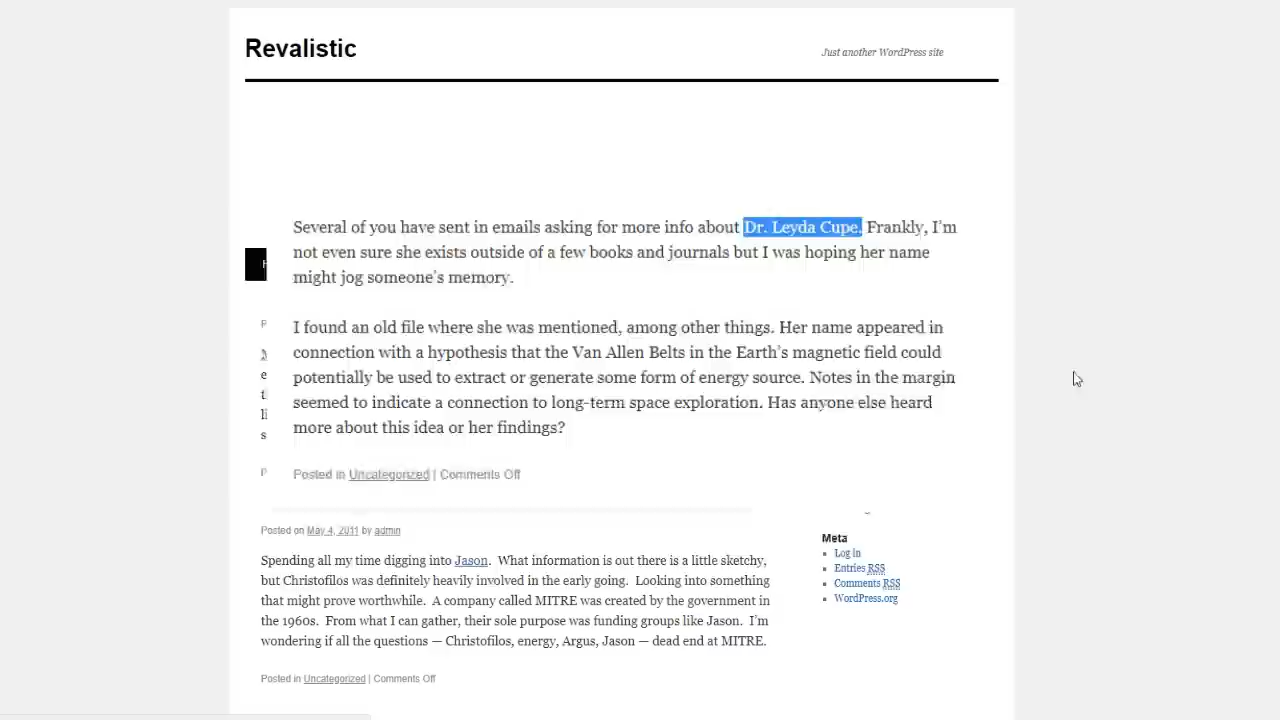 Revalistic
Just another WordPress site
Several of you have sent in emails asking for more info about Dr. Leyda Cupe. Frankly, I'm
not even sure she exists outside of a few books and journals but I was hoping her name
might jog someone's memory.
I found an old file where she was mentioned, among other things. Her name appeared in
connection with a hypothesis that the Van Allen Belts in the Earth's magnetic field could
potentially be used to extract or generate some form of energy source. Notes in the margin
seemed to indicate a connection to long-term space exploration. Has anyone else heard
more about this idea or her findings?
Posted in Uncategorized | Comments Off
Posted on May 4, 2011 by admin
Spending all my time digging into Jason. What information is out there is a little sketchy,
but Christofilos was definitely heavily involved in the early going. Looking into something
that might prove worthwhile. A company called MITRE was created by the government in
the 1960s. From what I can gather, their sole purpose was funding groups like Jason. I'm
wondering if all the questions — Christofilos, energy, Argus, Jason — dead end at MITRE.
Posted in Uncategorized | Comments Off
Meta
Log in
Entries RSS
Comments RSS
WordPress.org